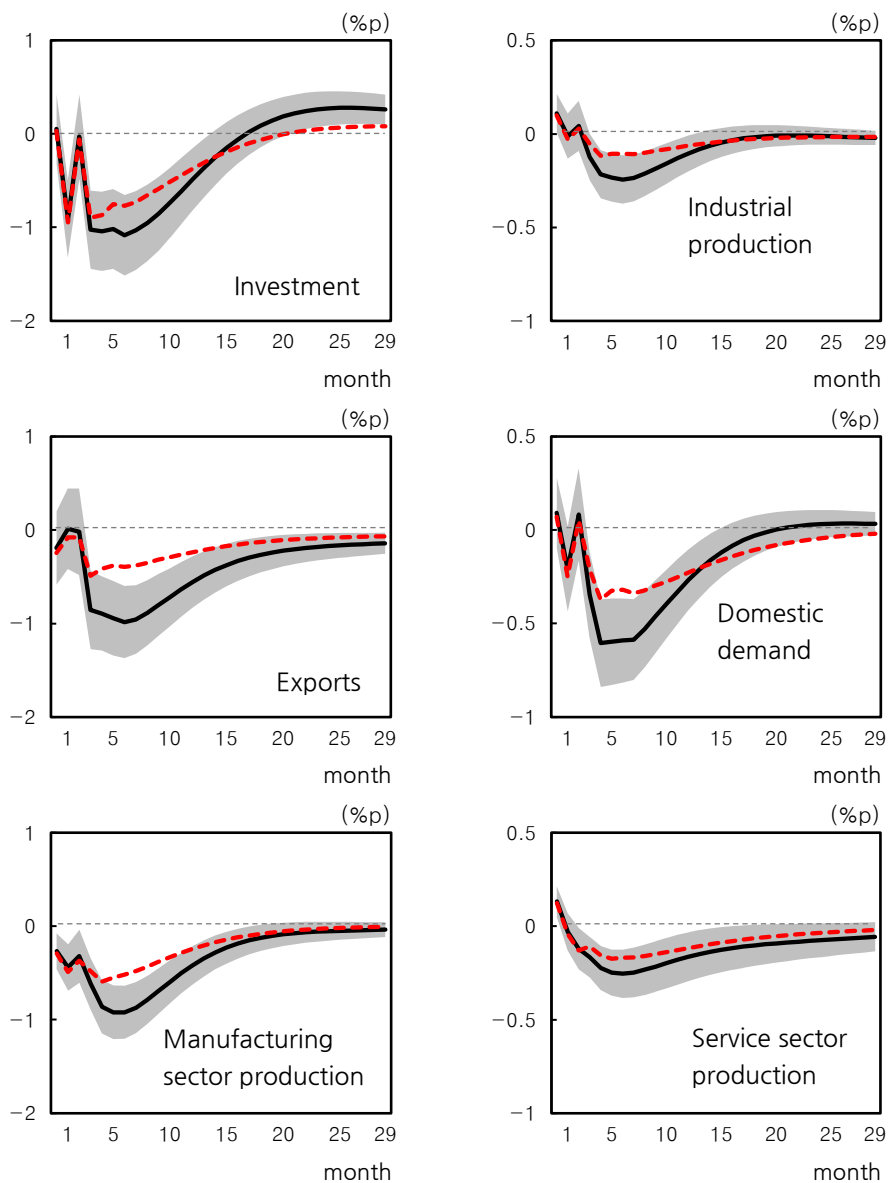 (%p)
1
0
−1
−2
Investment
1 5 10 15 20 25 29
month
(%p)
0.5
0
−0.5
−1
Industrial
production
1 5 10 15 20 25 29
month
(%p)
1
0
−1
−2
Exports
1 5 10 15 20 25 29
month
(%p)
0.5
0
−0.5
−1
Domestic
demand
1 5 10 15 20 25 29
month
(%p)
1
0
−1
−2
Manufacturing
sector production
1 5 10 15 20 25 29
month
(%p)
0.5
0
−0.5
−1
Service sector
production
1 5 10 15 20 25 29
month